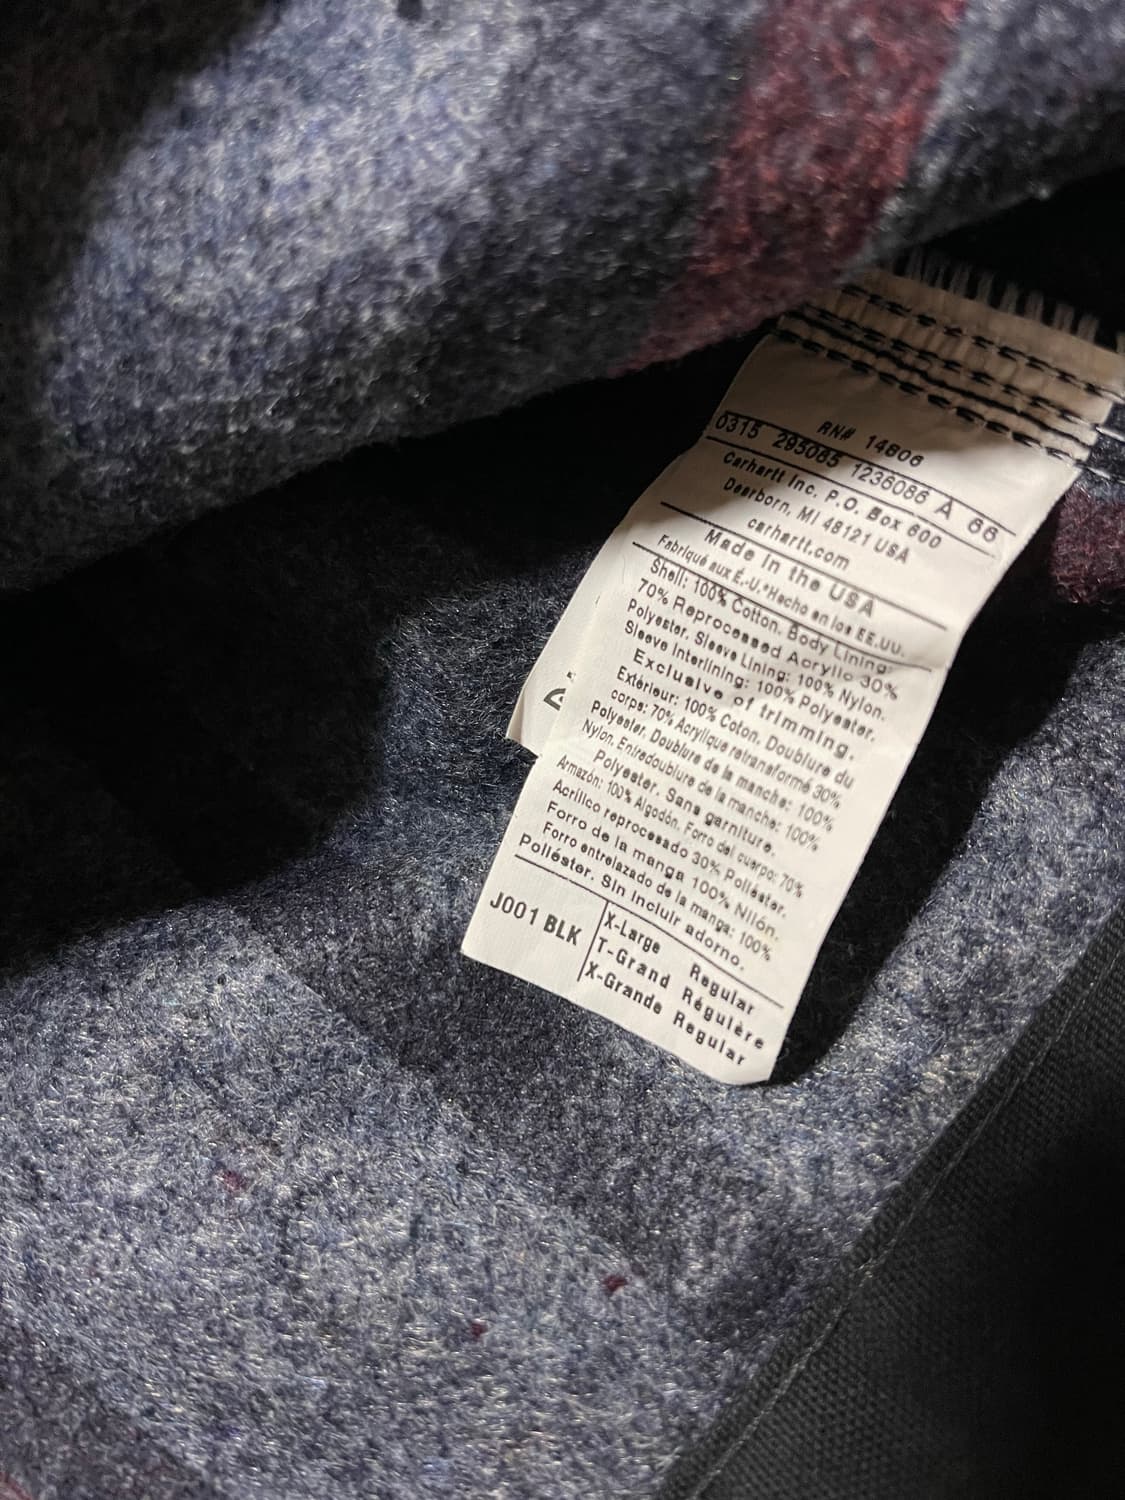 RN# 14806
0315 295065 1236086 A 66
Carhartt Inc. P.O. Box 600
Dearborn, MI 48121 USA
carhartt.com
Made in the USA
Fabriqué aux É.-U.*Hecho en los EE.UU.
Shell: 100% Cotton. Body Lining:
70% Reprocessed Acrylic 30%
Polyester. Sleeve Lining: 100% Nylon.
Sleeve Interlining: 100% Polyester.
Exclusive of trimming.
Extérieur: 100% Coton. Doublure du
corps: 70% Acrylique retransformé 30%
Polyester. Doublure de la manche: 100%
Nylon. Entredoublure de la manche: 100%
Polyester. Sans garniture.
Armazón: 100% Algodón. Forro del cuerpo: 70%
Acrílico reprocesado 30% Poliéster.
Forro de la manga 100% Nilón.
Forro entrelazado de la manga: 100%
Poliéster. Sin incluir adorno.
J001 BLK
X-Large Regular
T-Grand Régulère
X-Grande Regular